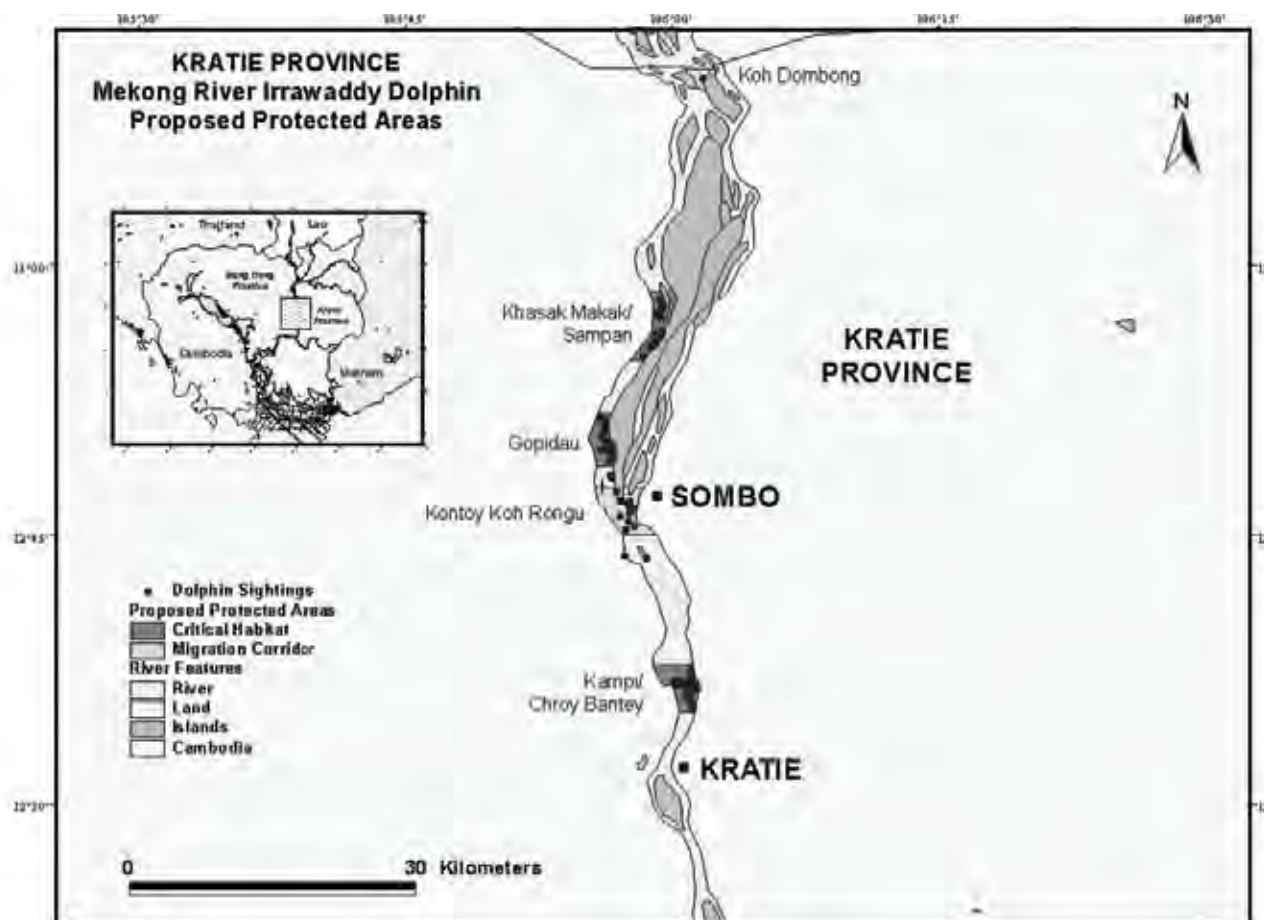 KRATIE PROVINCE
Mekong River Irrawaddy Dolphin
Proposed Protected Areas
Koh Dombong
N
Thailand
Lao
Cambodia
Vietnam
Khasak Makak/
Sampan
KRATIE
PROVINCE
Gopidau
SOMBO
Kontoy Koh Rongu
Dolphin Sightings
Proposed Protected Areas
Critical Habitat
Migration Corridor
River Features
River
Land
Islands
Cambodia
Kampi/
Chroy Bantey
KRATIE
0 30 Kilometers